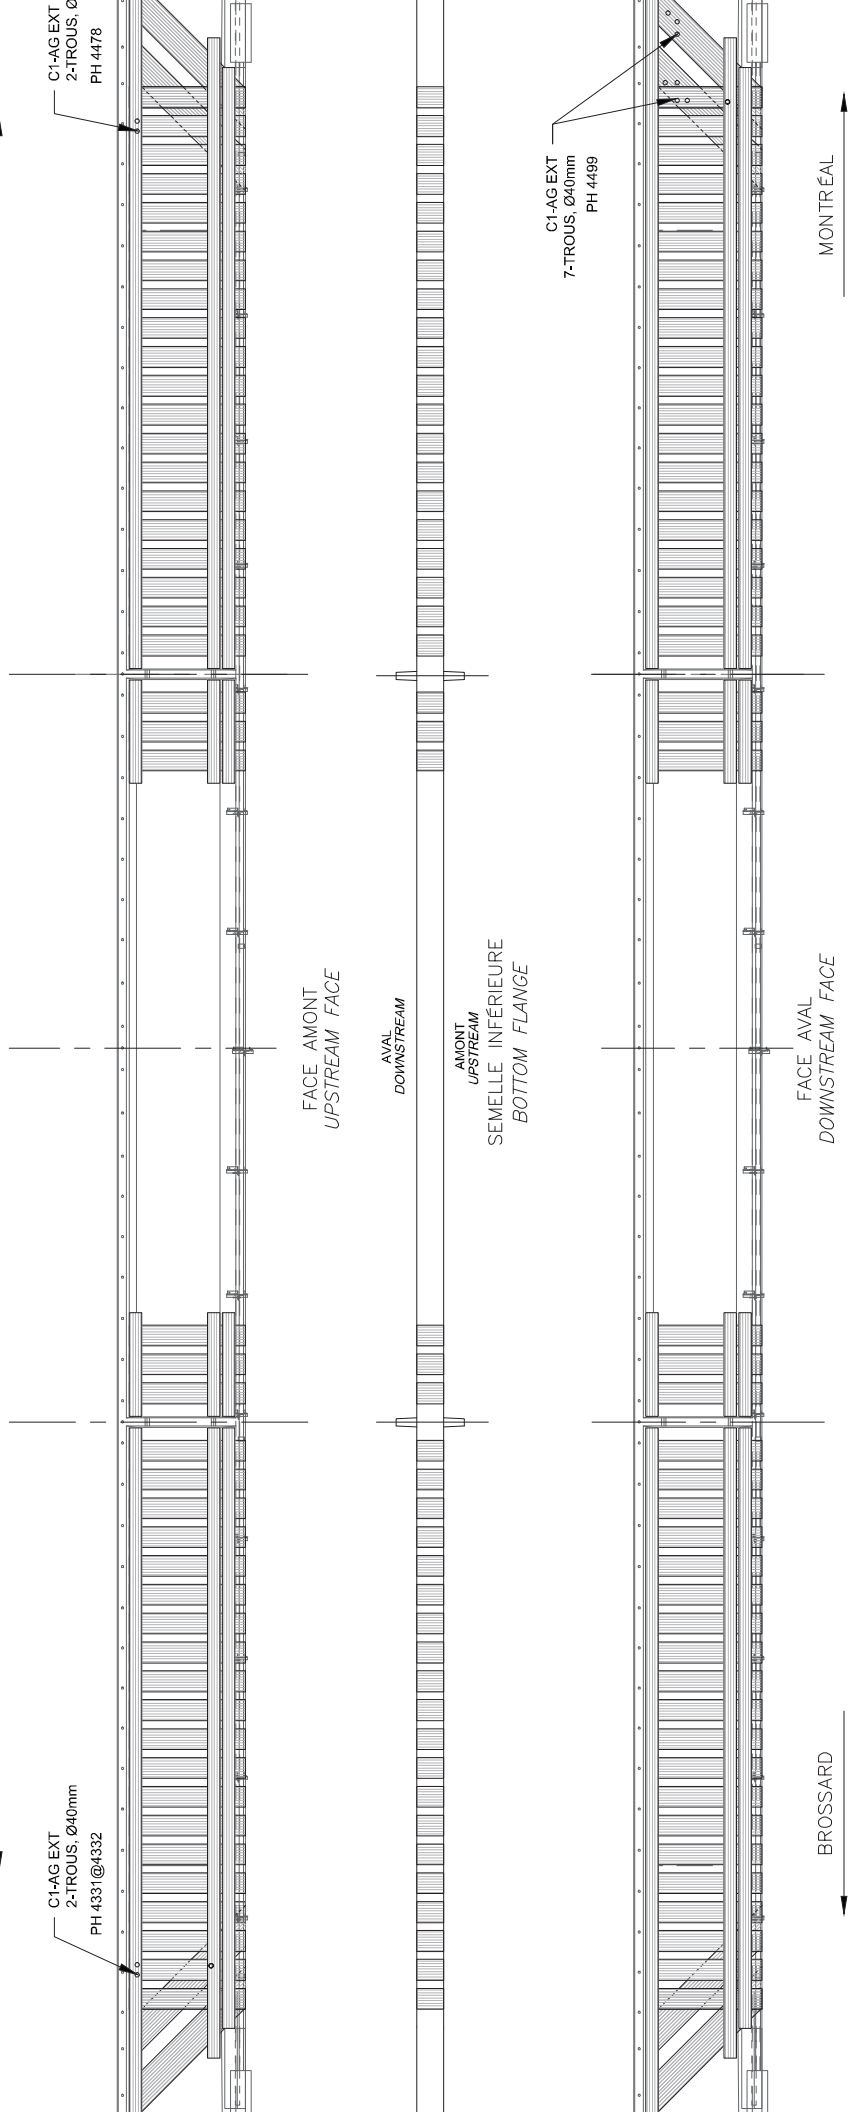 C1-AG EXT
2-TROUS, Ø
PH 4478
C1-AG EXT
7-TROUS, Ø40mm
PH 4499
MONTRÉAL
FACE AMONT
UPSTREAM FACE
AVAL
DOWNSTREAM
AMONT
UPSTREAM
SEMELLE INFÉRIEURE
BOTTOM FLANGE
FACE AVAL
DOWNSTREAM FACE
C1-AG EXT
2-TROUS, Ø40mm
PH 4331@4332
BROSSARD